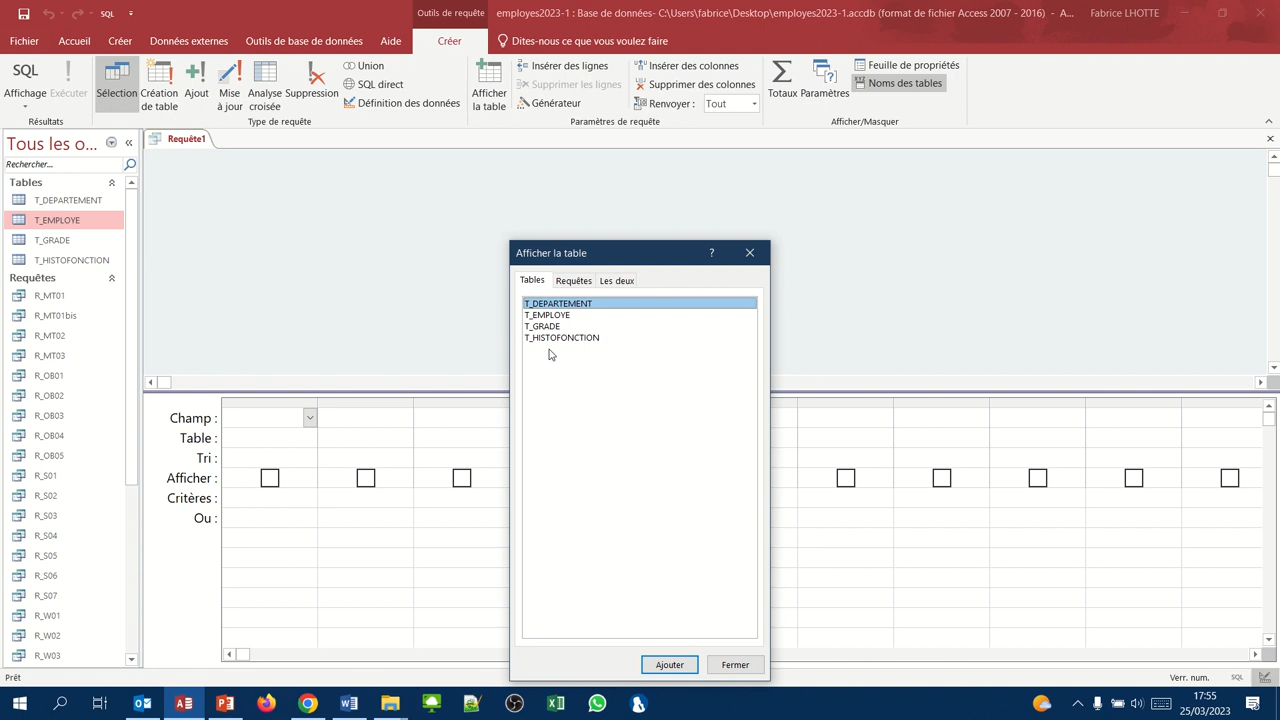 SQL
Outils de requête
employes2023-1 : Base de données- C:\Users\fabrice\Desktop\employes2023-1.accdb (format de fichier Access 2007 - 2016) - A...
Fabrice LHOTTE
Fichier
Accueil
Créer
Données externes
Outils de base de données
Aide
Créer
Dites-nous ce que vous voulez faire
SQL
Affichage
Exécuter
Résultats
Sélection
Création de table
Ajout
Mise à jour
Analyse croisée
Suppression
Union
SQL direct
Définition des données
Type de requête
Afficher la table
Insérer des lignes
Supprimer les lignes
Générateur
Insérer des colonnes
Supprimer des colonnes
Renvoyer : Tout
Paramètres de requête
Totaux
Paramètres
Feuille de propriétés
Noms des tables
Afficher/Masquer
Tous les o...
Rechercher...
Tables
T_DEPARTEMENT
T_EMPLOYE
T_GRADE
T_HISTOFONCTION
Requêtes
R_MT01
R_MT01bis
R_MT02
R_MT03
R_OB01
R_OB02
R_OB03
R_OB04
R_OB05
R_S01
R_S02
R_S03
R_S04
R_S05
R_S06
R_S07
R_W01
R_W02
R_W03
Requête1
Afficher la table
?
Tables
Requêtes
Les deux
T_DEPARTEMENT
T_EMPLOYE
T_GRADE
T_HISTOFONCTION
Ajouter
Fermer
Champ :
Table :
Tri :
Afficher :
Critères :
Ou :
Prêt
Verr. num.
SQL
17:55
25/03/2023